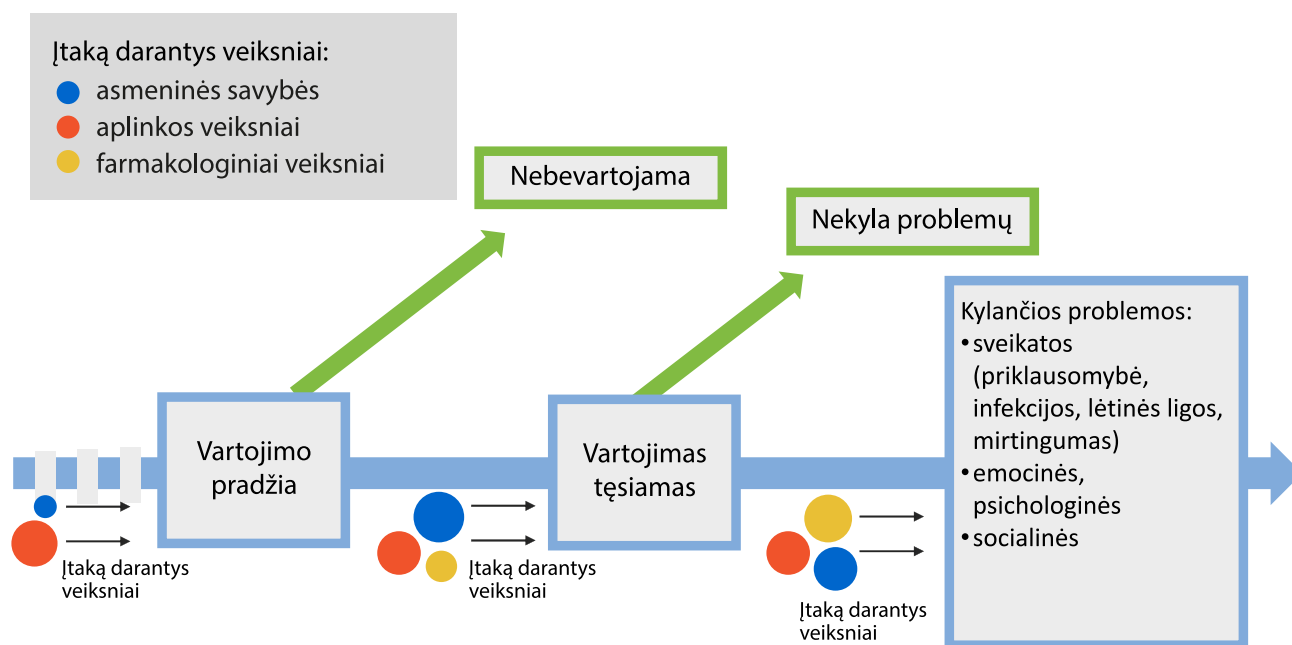 Įtaką darantys veiksniai:
asmeninės savybės
aplinkos veiksniai
farmakologiniai veiksniai
Nebevartojama
Nekyla problemų
Vartojimo
pradžia
Vartojimas
tęsiamas
Kylančios problemos:
•sveikatos
(priklausomybė,
infekcijos, lėtinės ligos,
mirtingumas)
•emocinės,
psichologinės
•socialinės
Įtaką darantys
veiksniai
Įtaką darantys
veiksniai
Įtaką darantys
veiksniai